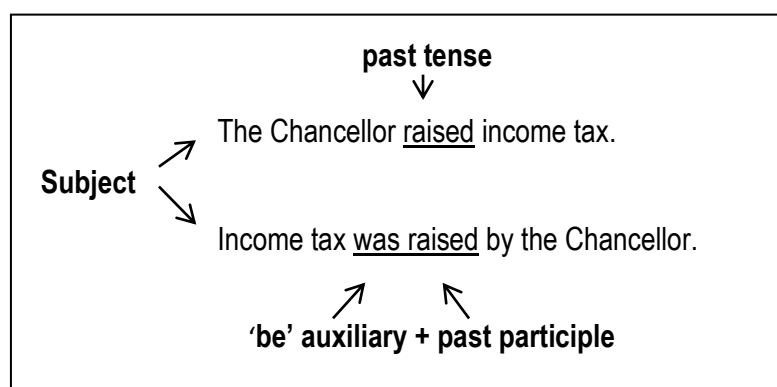 past tense
The Chancellor raised income tax.
Subject
Income tax was raised by the Chancellor.
‘be’ auxiliary + past participle